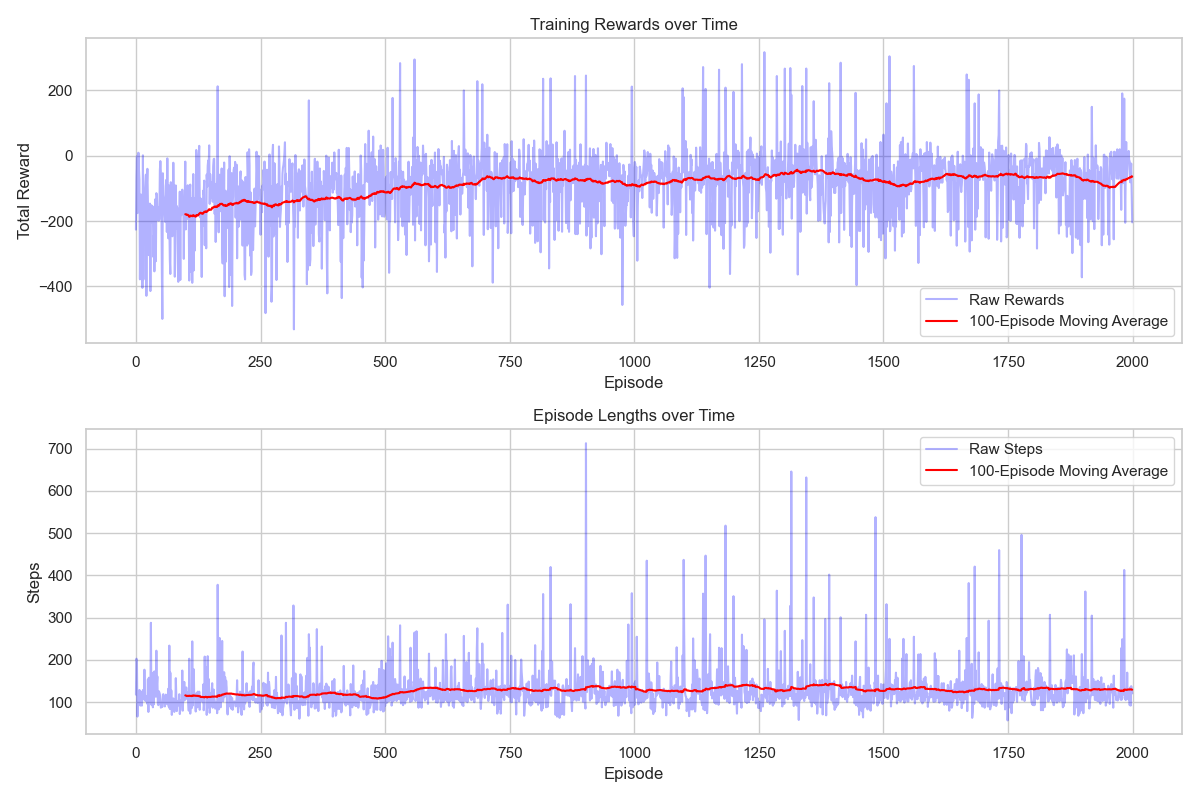 Training Rewards over Time
200
0
−200
−400
Total Reward
Raw Rewards
100-Episode Moving Average
0 250 500 750 1000 1250 1500 1750 2000
Episode
Episode Lengths over Time
700
600
500
400
300
200
100
Steps
Raw Steps
100-Episode Moving Average
0 250 500 750 1000 1250 1500 1750 2000
Episode